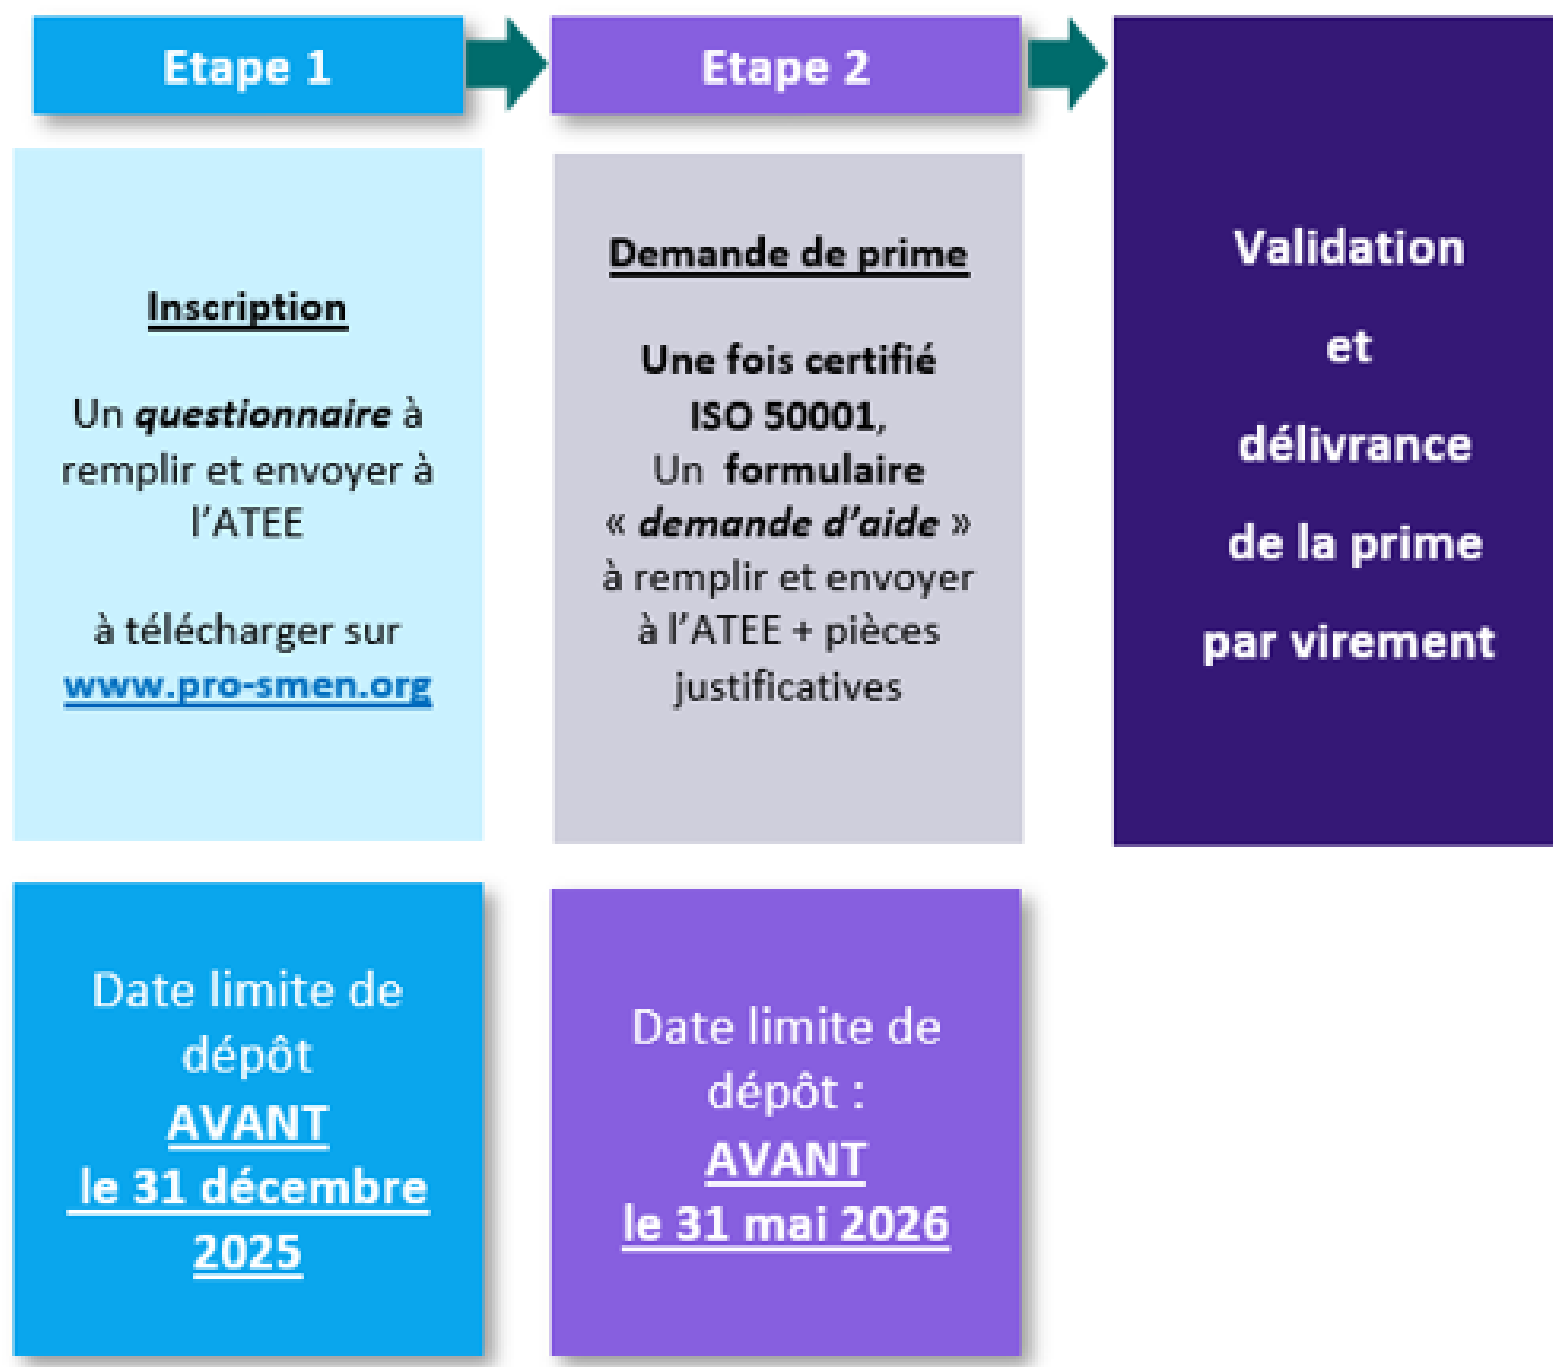 Etape 1
Inscription
Un questionnaire à
remplir et envoyer à
l'ATEE
à télécharger sur
www.pro-smen.org
Date limite de
dépôt
AVANT
le 31 décembre
2025
Etape 2
Demande de prime
Une fois certifié
ISO 50001,
Un formulaire
« demande d'aide »
à remplir et envoyer
à l'ATEE + pièces
justificatives
Date limite de
dépôt :
AVANT
le 31 mai 2026
Validation
et
délivrance
de la prime
par virement